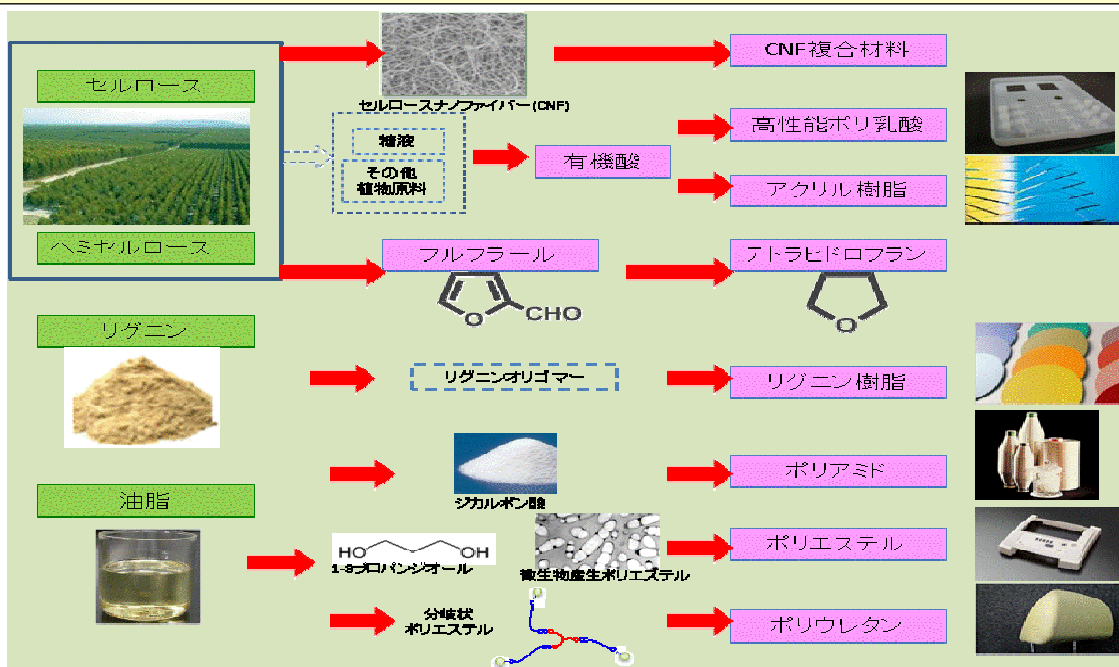 セルロース
ヘミセルロース
セルロースナノファイバー(CNF)
CNF複合材料
糖液
その他
植物原料
有機酸
高性能ポリ乳酸
アクリル樹脂
フルフラール
O
CHO
テトラヒドロフラン
O
リグニン
リグニンオリゴマー
リグニン樹脂
油脂
ジカルボン酸
ポリアミド
HO
OH
1-3プロパンジオール
微生物産生ポリエステル
ポリエステル
分岐状
ポリエステル
ポリウレタン